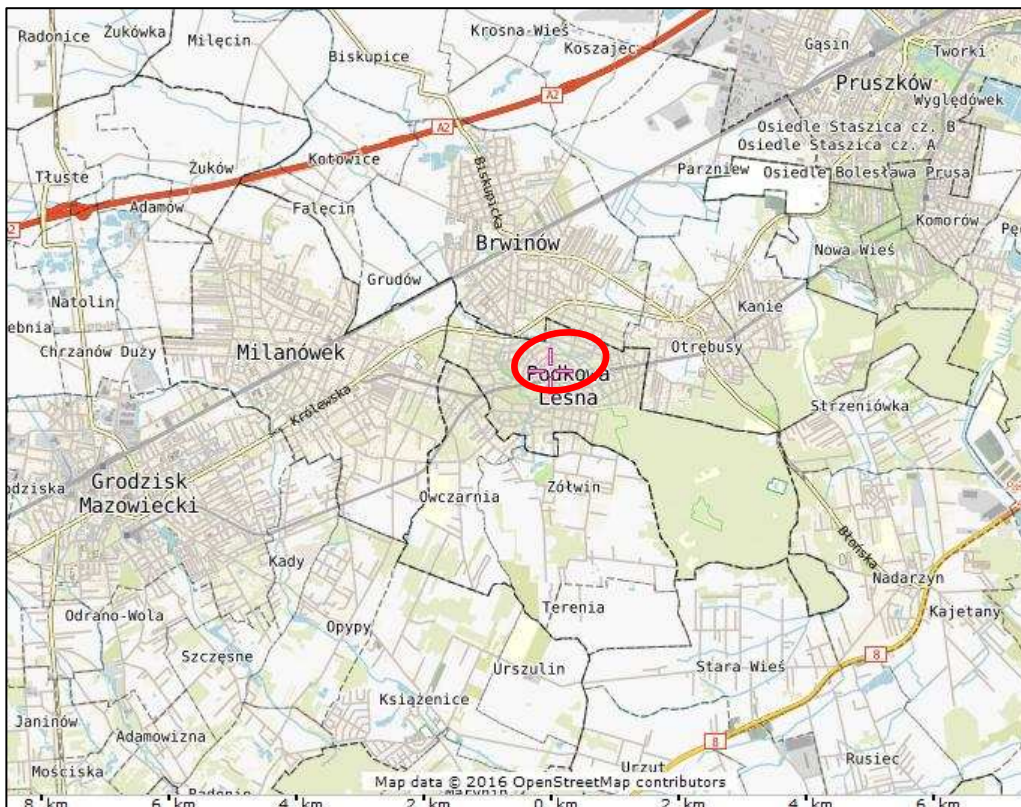 Radonice
Żukówka
Milęcin
Biskupice
Krosna-Wieś
Koszajec
Gąsin
Tworki
Pruszków
Wyględówek
A2
A2
Osiedle Staszica cz. B
Osiedle Staszica cz. A
Parzniew
Osiedle Bolesława Prusa
Kotowice
Żuków
Tłuste
Adamów
Falęcin
Biskupicka
Brwinów
Komorów
Nowa Wieś
Grudów
Natolin
Kanie
Chrzanów Duży
Milanówek
Otrębusy
Podkowa
Leśna
Królewska
Strzeniówka
Grodzisk
Mazowiecki
Owczarnia
Żółwin
Błońska
Kady
Nadarzyn
Terenia
Kajetany
Odrano-Wola
Opypy
Szczęsne
Urszulin
Stara Wieś
8
Książenice
Janinów
Adamowizna
8
Rusiec
Mościska
Urzut
Map data © 2016 OpenStreetMap contributors
8 km
6 km
4 km
2 km
0 km
2 km
4 km
6 km